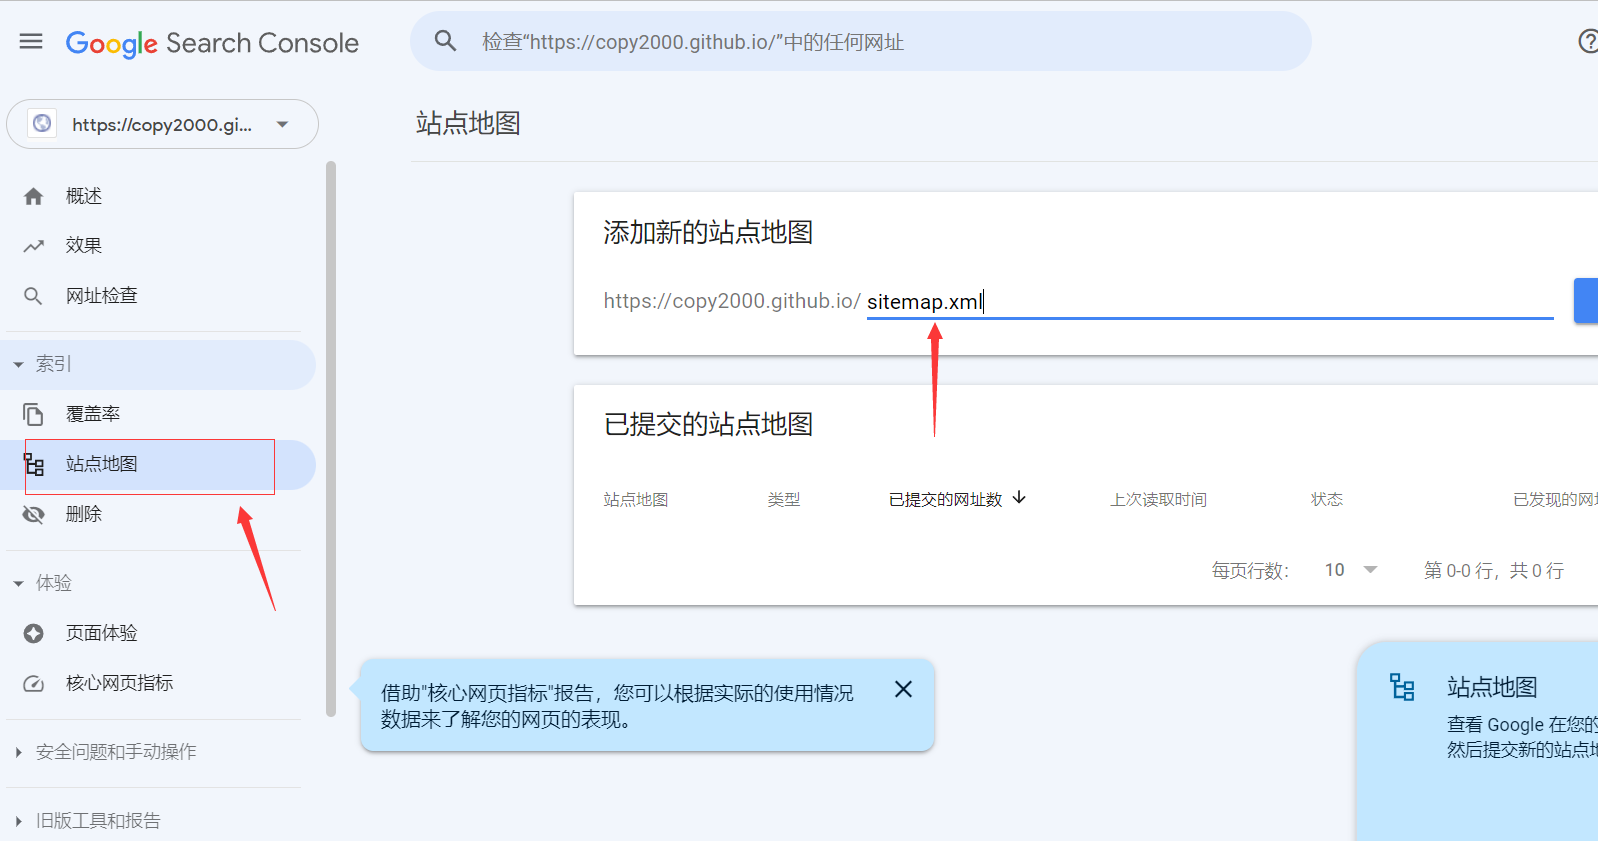 Google Search Console
检查“https://copy2000.github.io/”中的任何网址
https://copy2000.gi...
站点地图
概述
效果
网址检查
索引
覆盖率
站点地图
删除
体验
页面体验
核心网页指标
安全问题和手动操作
旧版工具和报告
添加新的站点地图
https://copy2000.github.io/ sitemap.xml
已提交的站点地图
站点地图 类型 已提交的网址数 上次读取时间 状态 已发现的网
每页行数： 10 第 0-0 行，共 0 行
借助"核心网页指标"报告，您可以根据实际的使用情况
数据来了解您的网页的表现。
站点地图
查看 Google 在您的
然后提交新的站点